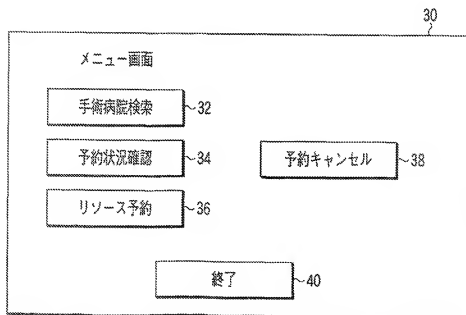 30
メニュー画面
手術病院検索 32
予約状況確認 34
予約キャンセル 38
リソース予約 36
終了 40